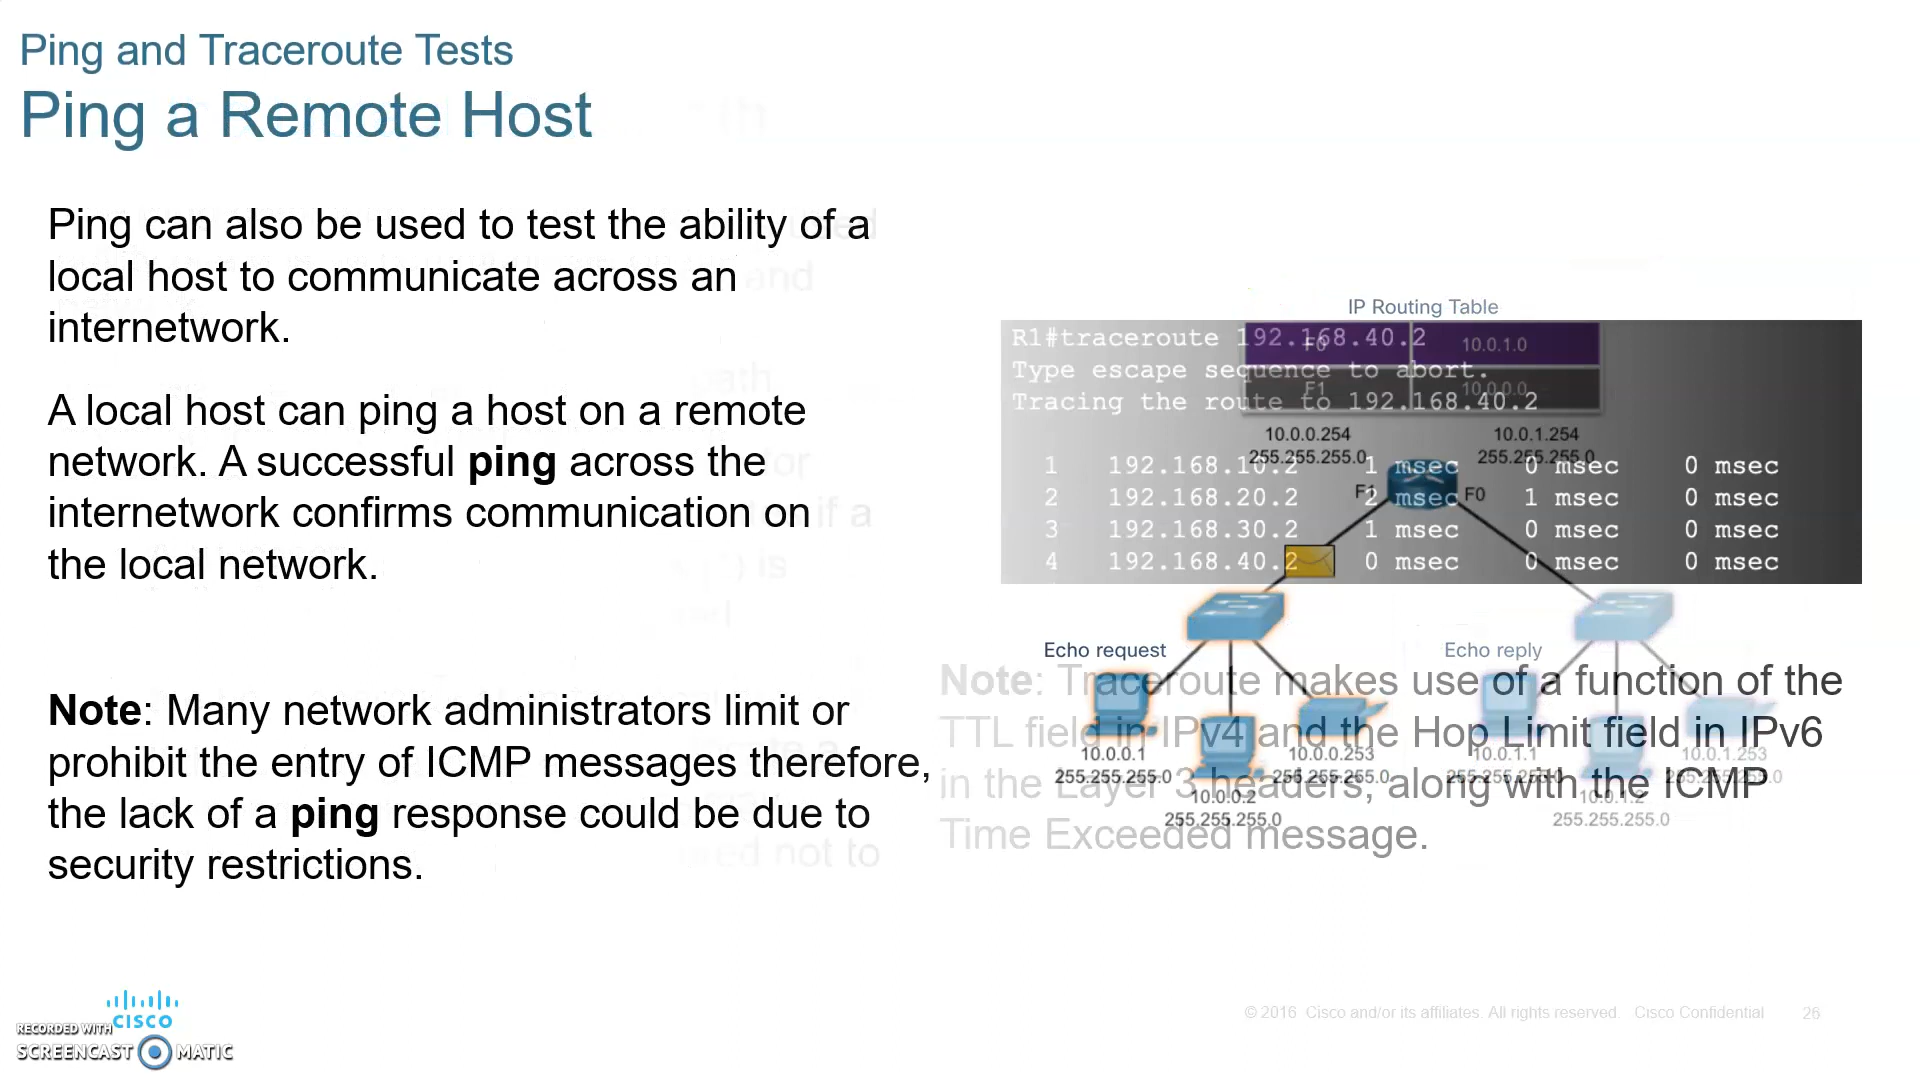 Ping and Traceroute Tests
Ping a Remote Host
Ping can also be used to test the ability of a
local host to communicate across an
internetwork.
A local host can ping a host on a remote
network. A successful ping across the
internetwork confirms communication on
the local network.
Note: Many network administrators limit or
prohibit the entry of ICMP messages therefore,
the lack of a ping response could be due to
security restrictions.
IP Routing Table
F0 10.0.1.0
F1 10.0.0.0
R1#traceroute 192.168.40.2
Type escape sequence to abort.
Tracing the route to 192.168.40.2
10.0.0.254
255.255.255.0
10.0.1.254
255.255.255.0
1 192.168.10.2 1 msec 0 msec 0 msec
2 192.168.20.2 2 msec 1 msec 0 msec
3 192.168.30.2 1 msec 0 msec 0 msec
4 192.168.40.2 0 msec 0 msec 0 msec
F1
F0
Echo request
Echo reply
Note: Traceroute makes use of a function of the
TTL field in IPv4 and the Hop Limit field in IPv6
in the Layer 3 headers, along with the ICMP
Time Exceeded message.
10.0.0.1
255.255.255.0
10.0.0.253
255.255.255.0
10.0.0.2
255.255.255.0
10.0.1.1
255.255.255.0
10.0.1.253
255.255.255.0
10.0.1.2
255.255.255.0
CISCO
RECORDED WITH
SCREENCAST MATIC
© 2016 Cisco and/or its affiliates. All rights reserved. Cisco Confidential
26